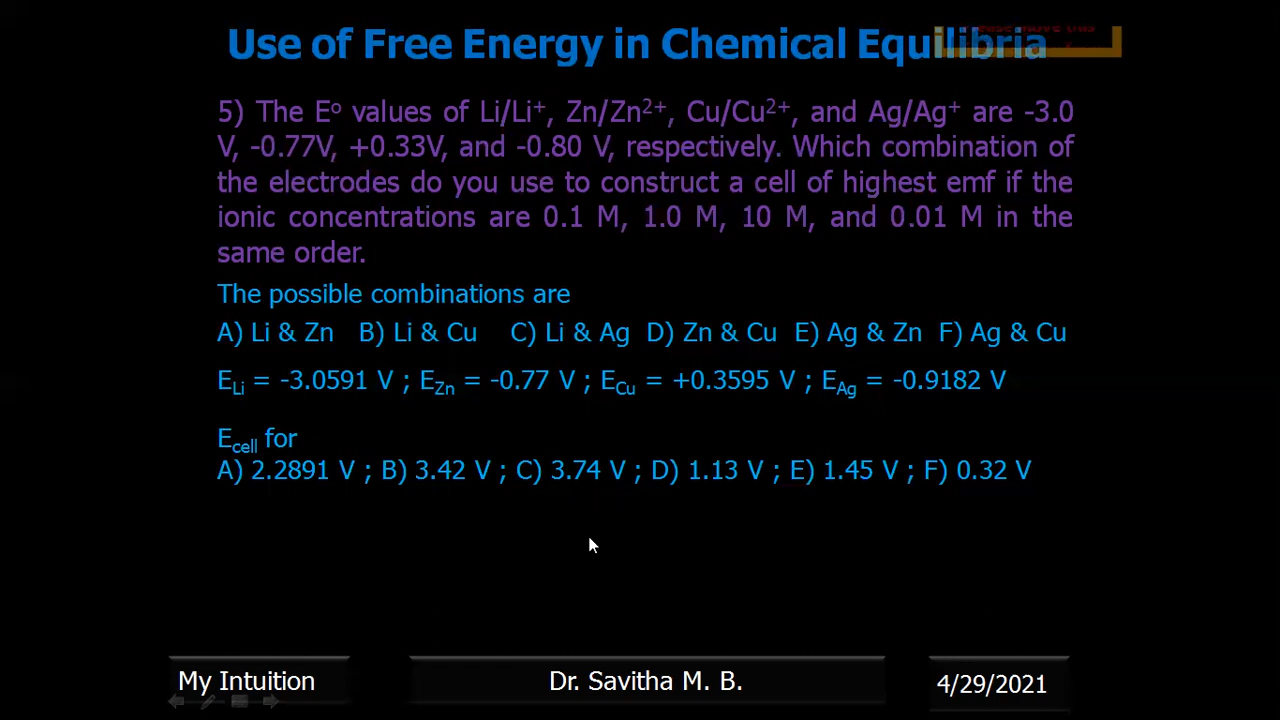 Use of Free Energy in Chemical Equilibria
5) The Eº values of Li/Li⁺, Zn/Zn²⁺, Cu/Cu²⁺, and Ag/Ag⁺ are -3.0
V, -0.77V, +0.33V, and -0.80 V, respectively. Which combination of
the electrodes do you use to construct a cell of highest emf if the
ionic concentrations are 0.1 M, 1.0 M, 10 M, and 0.01 M in the
same order.
The possible combinations are
A) Li & Zn B) Li & Cu C) Li & Ag D) Zn & Cu E) Ag & Zn F) Ag & Cu
E_Li = -3.0591 V ; E_Zn = -0.77 V ; E_Cu = +0.3595 V ; E_Ag = -0.9182 V
E_cell for
A) 2.2891 V ; B) 3.42 V ; C) 3.74 V ; D) 1.13 V ; E) 1.45 V ; F) 0.32 V
My Intuition
Dr. Savitha M. B.
4/29/2021